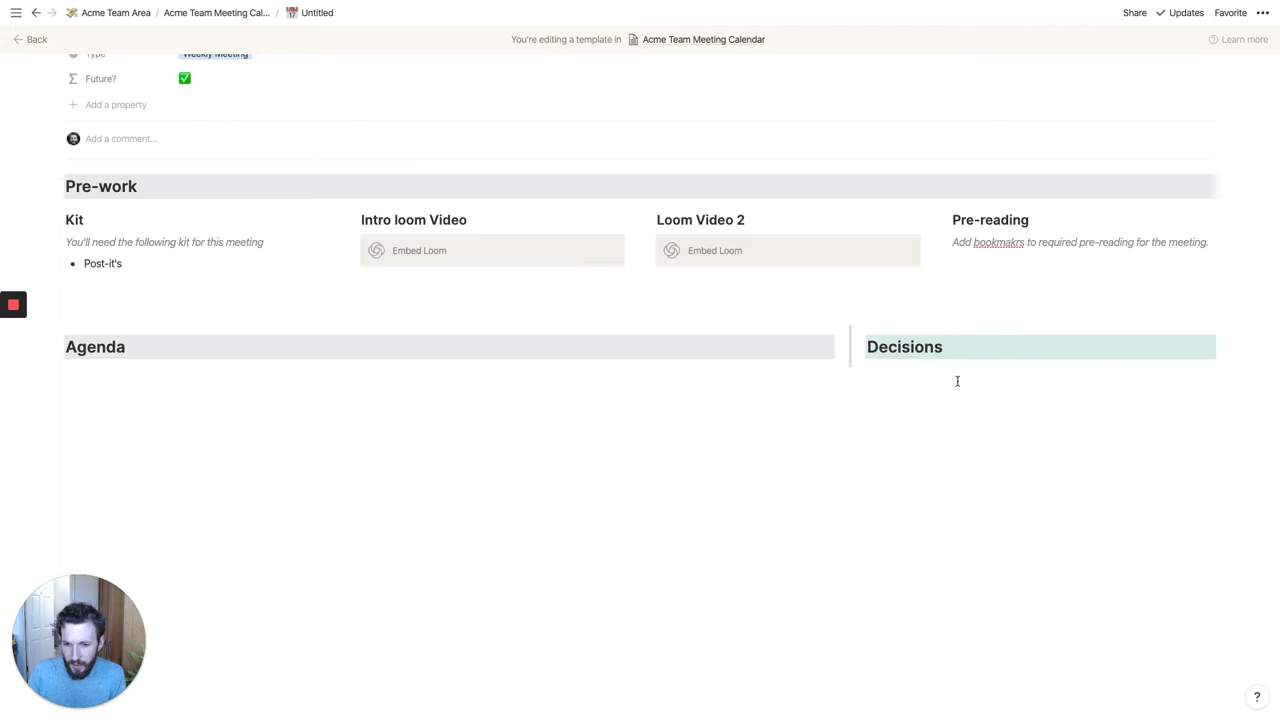 Acme Team Area / Acme Team Meeting Cal... / Untitled
Share Updates Favorite
Back
You're editing a template in Acme Team Meeting Calendar
Learn more
Type Weekly Meeting
Future?
Add a property
Add a comment...
Pre-work
Kit
You'll need the following kit for this meeting
Post-it's
Intro loom Video
Embed Loom
Loom Video 2
Embed Loom
Pre-reading
Add bookmakrs to required pre-reading for the meeting.
Agenda
Decisions
?